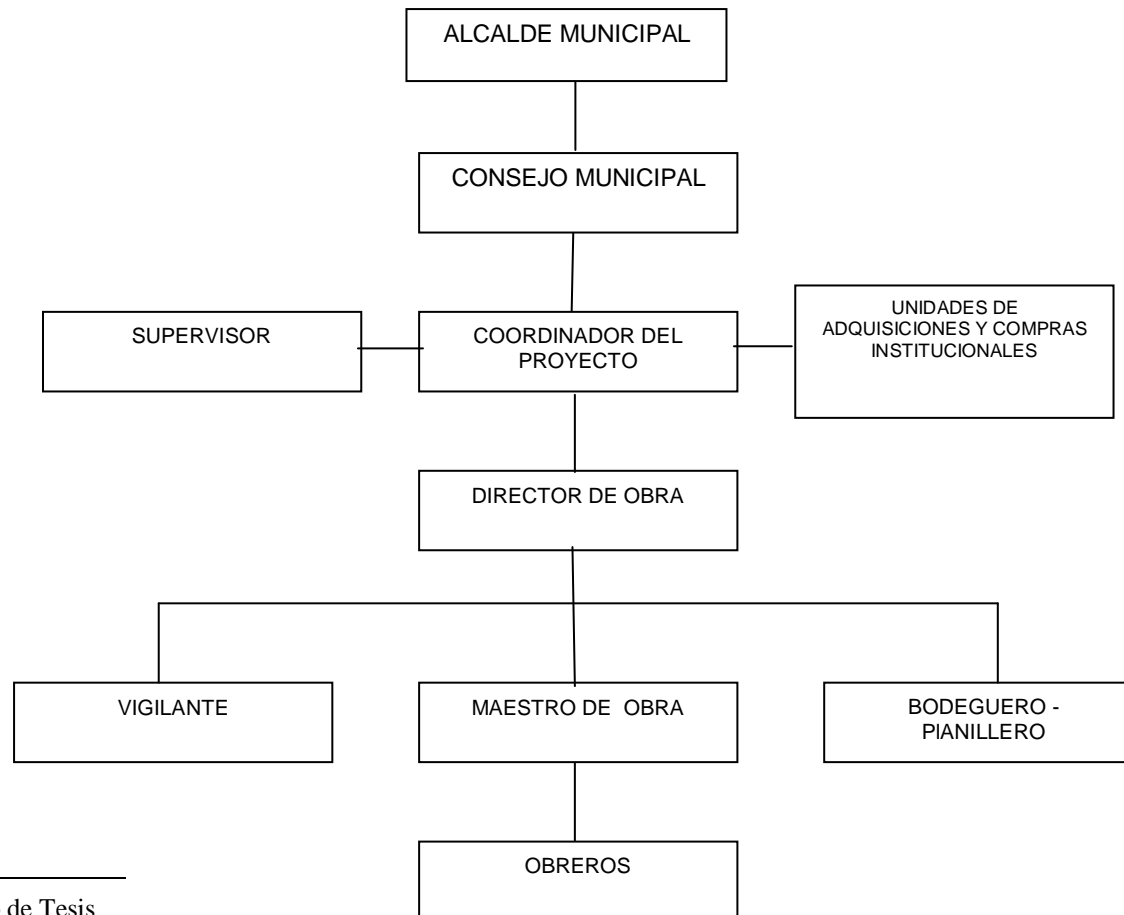 ALCALDE MUNICIPAL
CONSEJO MUNICIPAL
SUPERVISOR
COORDINADOR DEL
PROYECTO
UNIDADES DE
ADQUISICIONES Y COMPRAS
INSTITUCIONALES
DIRECTOR DE OBRA
VIGILANTE
MAESTRO DE OBRA
BODEGUERO -
PlANILLERO
OBREROS
de Tesis